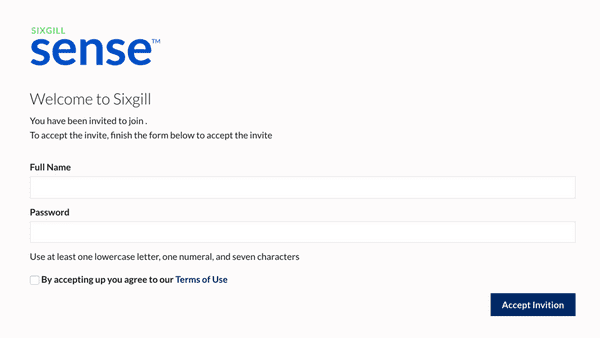 SIXGILL
sense™
Welcome to Sixgill
You have been invited to join .
To accept the invite, finish the form below to accept the invite
Full Name
Password
Use at least one lowercase letter, one numeral, and seven characters
By accepting up you agree to our Terms of Use
Accept Invition